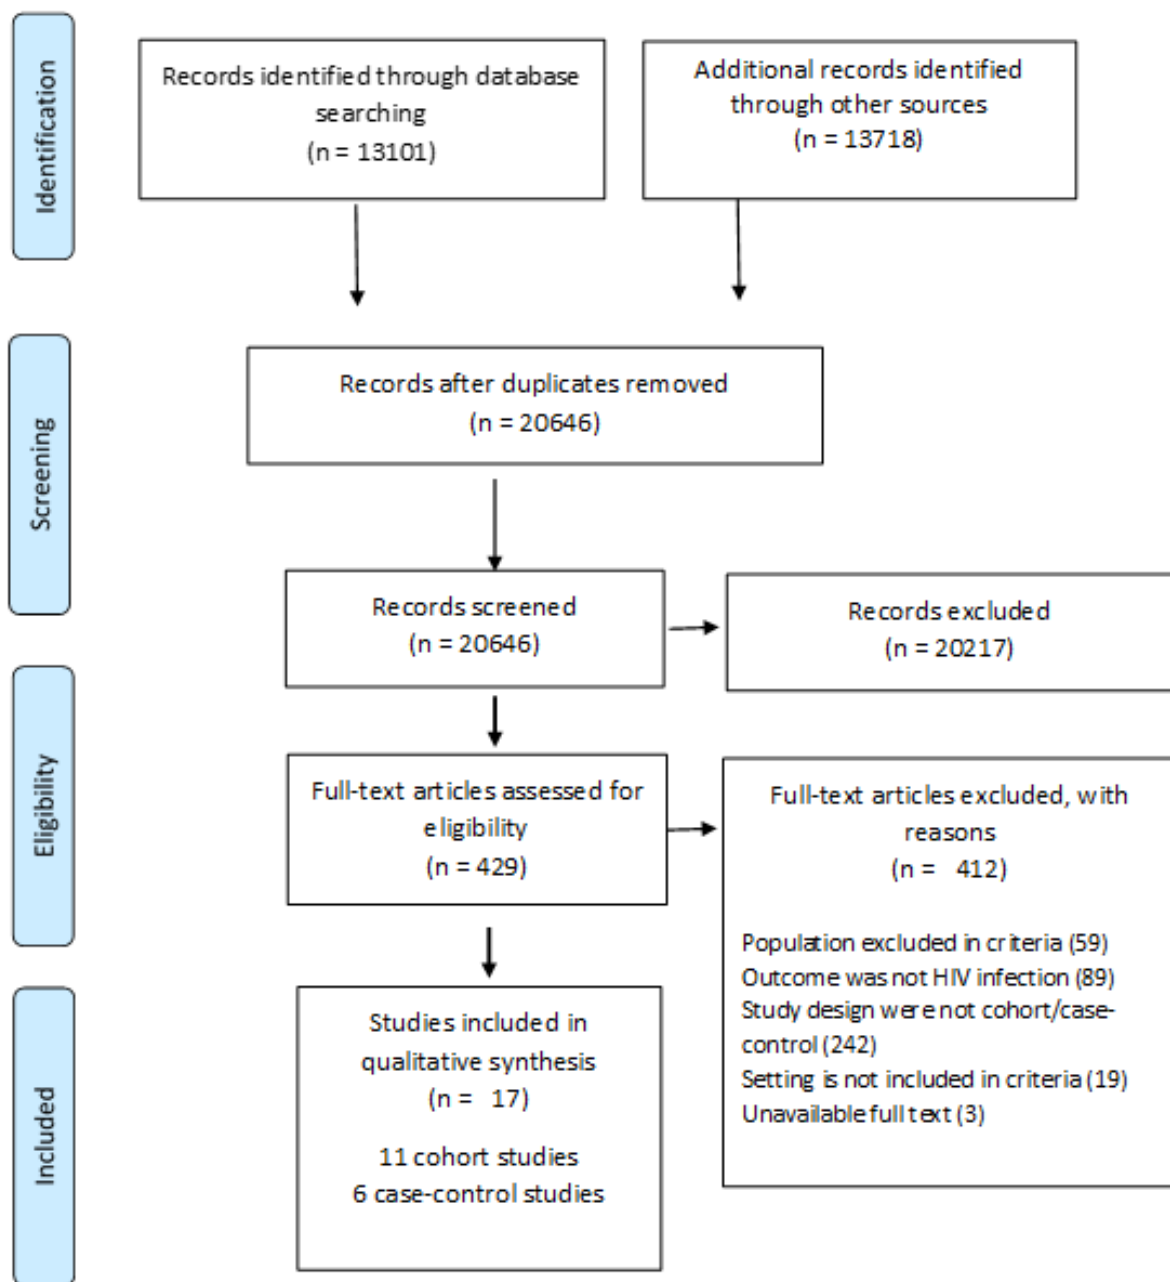 Identification
Records identified through database
searching
(n = 13101)
Additional records identified
through other sources
(n = 13718)
Screening
Records after duplicates removed
(n = 20646)
Records screened
(n = 20646)
Records excluded
(n = 20217)
Eligibility
Full-text articles assessed for
eligibility
(n = 429)
Full-text articles excluded, with
reasons
(n = 412)
Population excluded in criteria (59)
Outcome was not HIV infection (89)
Study design were not cohort/case-
control (242)
Setting is not included in criteria (19)
Unavailable full text (3)
Included
Studies included in
qualitative synthesis
(n = 17)
11 cohort studies
6 case-control studies